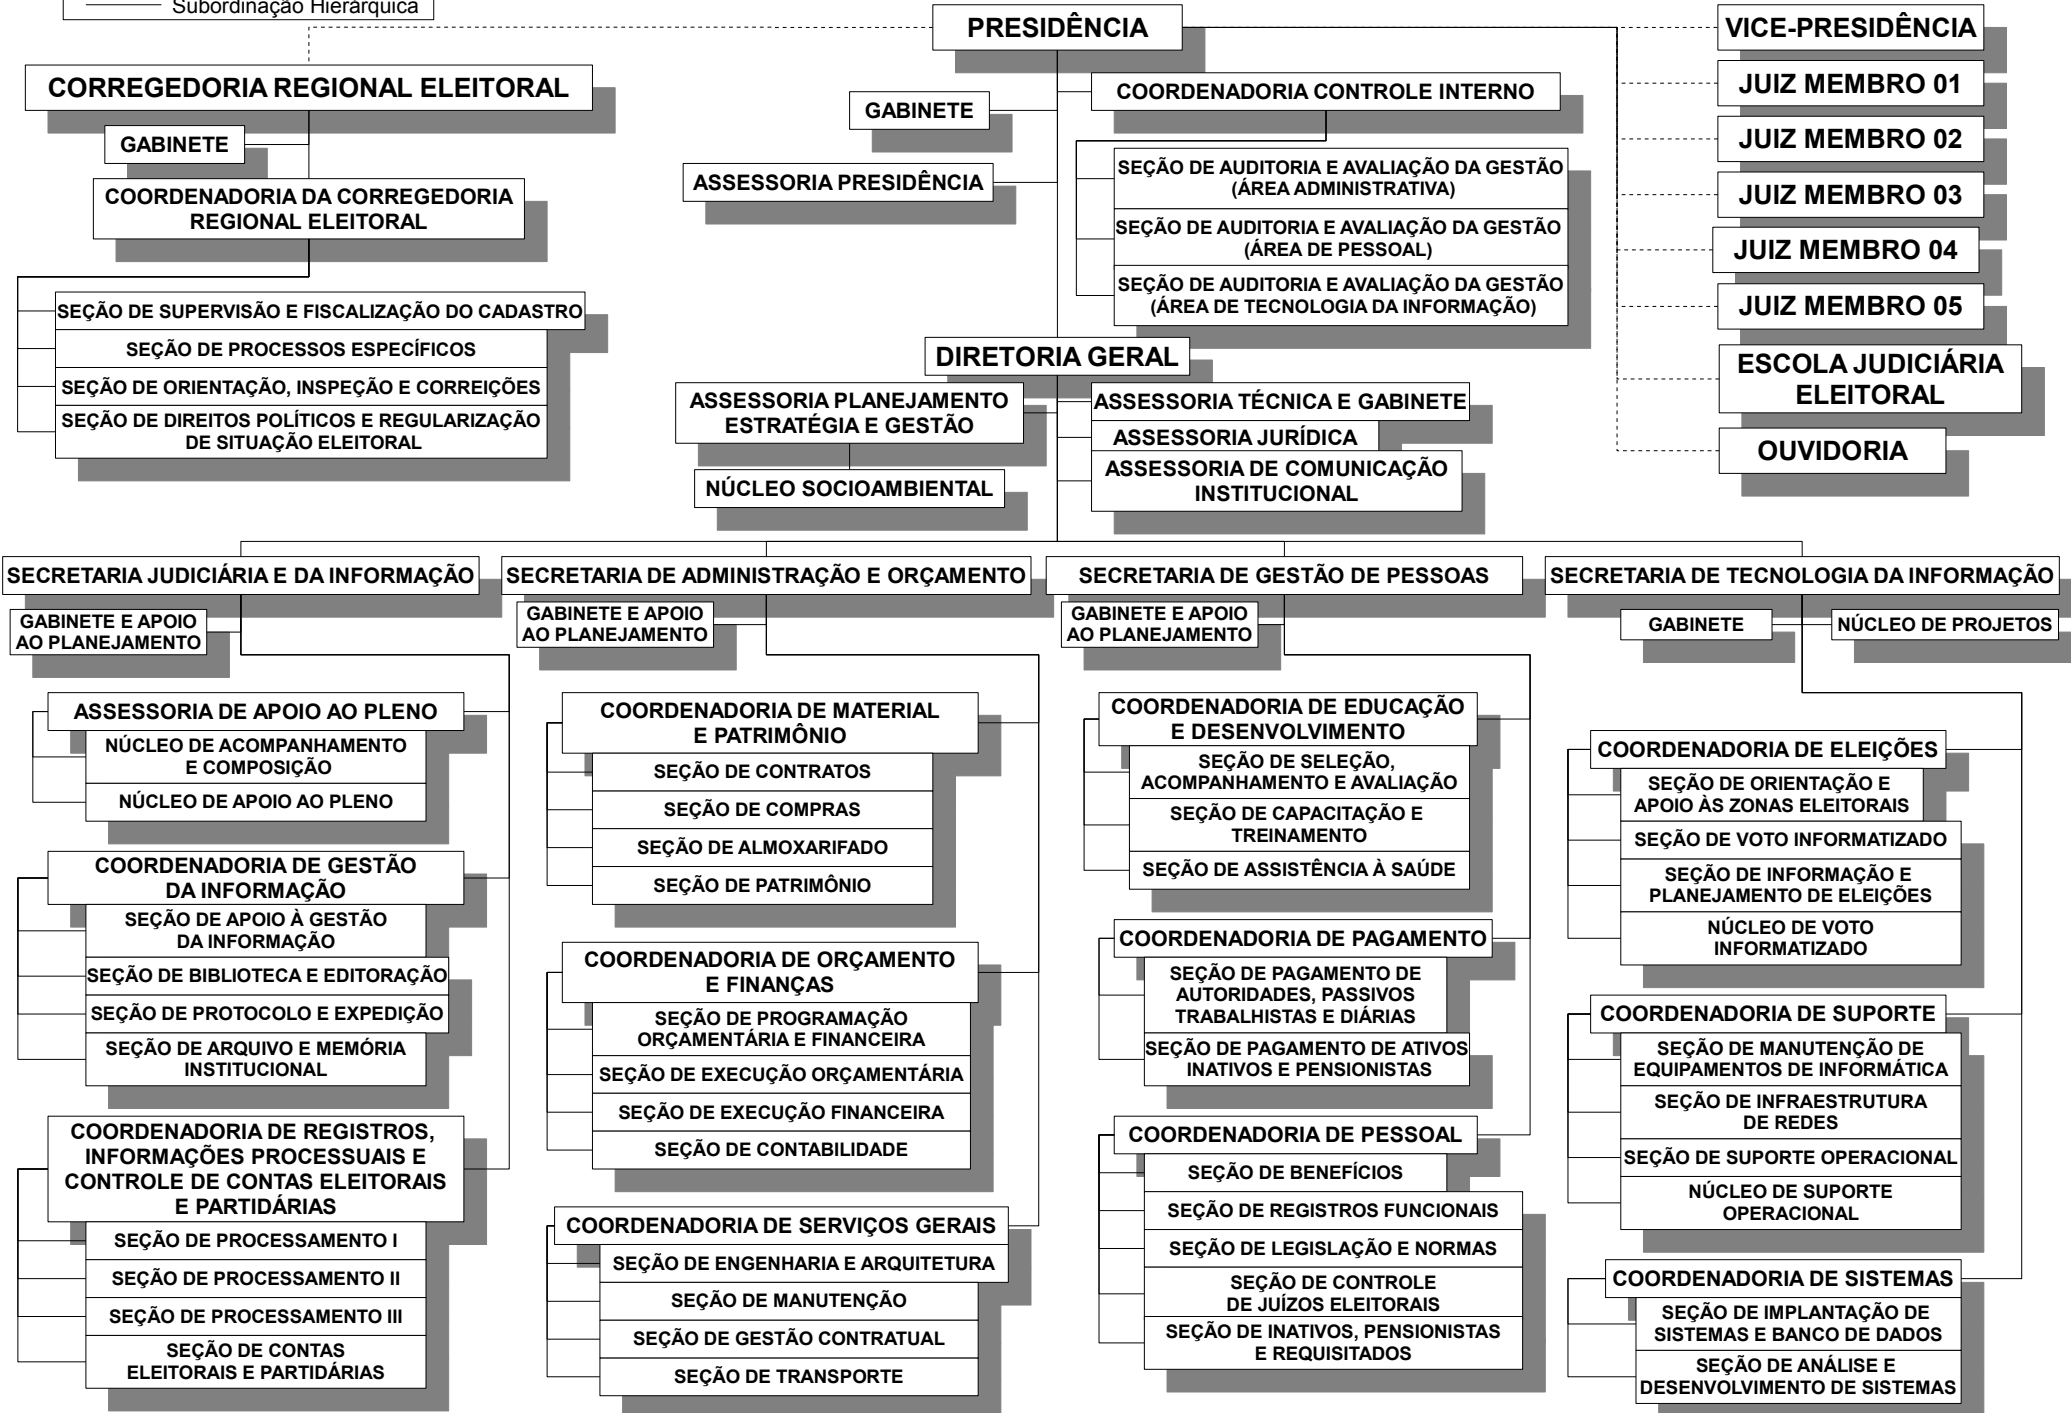 Subordinação Hierárquica
PRESIDÊNCIA
VICE-PRESIDÊNCIA
CORREGEDORIA REGIONAL ELEITORAL
GABINETE
COORDENADORIA DA CORREGEDORIA
REGIONAL ELEITORAL
SEÇÃO DE SUPERVISÃO E FISCALIZAÇÃO DO CADASTRO
SEÇÃO DE PROCESSOS ESPECÍFICOS
SEÇÃO DE ORIENTAÇÃO, INSPEÇÃO E CORREIÇÕES
SEÇÃO DE DIREITOS POLÍTICOS E REGULARIZAÇÃO
DE SITUAÇÃO ELEITORAL
GABINETE
ASSESSORIA PRESIDÊNCIA
COORDENADORIA CONTROLE INTERNO
SEÇÃO DE AUDITORIA E AVALIAÇÃO DA GESTÃO
(ÁREA ADMINISTRATIVA)
SEÇÃO DE AUDITORIA E AVALIAÇÃO DA GESTÃO
(ÁREA DE PESSOAL)
SEÇÃO DE AUDITORIA E AVALIAÇÃO DA GESTÃO
(ÁREA DE TECNOLOGIA DA INFORMAÇÃO)
JUIZ MEMBRO 01
JUIZ MEMBRO 02
JUIZ MEMBRO 03
JUIZ MEMBRO 04
JUIZ MEMBRO 05
ESCOLA JUDICIÁRIA
ELEITORAL
OUVIDORIA
DIRETORIA GERAL
ASSESSORIA PLANEJAMENTO
ESTRATÉGIA E GESTÃO
NÚCLEO SOCIOAMBIENTAL
ASSESSORIA TÉCNICA E GABINETE
ASSESSORIA JURÍDICA
ASSESSORIA DE COMUNICAÇÃO
INSTITUCIONAL
SECRETARIA JUDICIÁRIA E DA INFORMAÇÃO
GABINETE E APOIO
AO PLANEJAMENTO
ASSESSORIA DE APOIO AO PLENO
NÚCLEO DE ACOMPANHAMENTO
E COMPOSIÇÃO
NÚCLEO DE APOIO AO PLENO
COORDENADORIA DE GESTÃO
DA INFORMAÇÃO
SEÇÃO DE APOIO À GESTÃO
DA INFORMAÇÃO
SEÇÃO DE BIBLIOTECA E EDITORAÇÃO
SEÇÃO DE PROTOCOLO E EXPEDIÇÃO
SEÇÃO DE ARQUIVO E MEMÓRIA
INSTITUCIONAL
COORDENADORIA DE REGISTROS,
INFORMAÇÕES PROCESSUAIS E
CONTROLE DE CONTAS ELEITORAIS
E PARTIDÁRIAS
SEÇÃO DE PROCESSAMENTO I
SEÇÃO DE PROCESSAMENTO II
SEÇÃO DE PROCESSAMENTO III
SEÇÃO DE CONTAS
ELEITORAIS E PARTIDÁRIAS
SECRETARIA DE ADMINISTRAÇÃO E ORÇAMENTO
GABINETE E APOIO
AO PLANEJAMENTO
COORDENADORIA DE MATERIAL
E PATRIMÔNIO
SEÇÃO DE CONTRATOS
SEÇÃO DE COMPRAS
SEÇÃO DE ALMOXARIFADO
SEÇÃO DE PATRIMÔNIO
COORDENADORIA DE ORÇAMENTO
E FINANÇAS
SEÇÃO DE PROGRAMAÇÃO
ORÇAMENTÁRIA E FINANCEIRA
SEÇÃO DE EXECUÇÃO ORÇAMENTÁRIA
SEÇÃO DE EXECUÇÃO FINANCEIRA
SEÇÃO DE CONTABILIDADE
COORDENADORIA DE SERVIÇOS GERAIS
SEÇÃO DE ENGENHARIA E ARQUITETURA
SEÇÃO DE MANUTENÇÃO
SEÇÃO DE GESTÃO CONTRATUAL
SEÇÃO DE TRANSPORTE
SECRETARIA DE GESTÃO DE PESSOAS
GABINETE E APOIO
AO PLANEJAMENTO
COORDENADORIA DE EDUCAÇÃO
E DESENVOLVIMENTO
SEÇÃO DE SELEÇÃO,
ACOMPANHAMENTO E AVALIAÇÃO
SEÇÃO DE CAPACITAÇÃO E
TREINAMENTO
SEÇÃO DE ASSISTÊNCIA À SAÚDE
COORDENADORIA DE PAGAMENTO
SEÇÃO DE PAGAMENTO DE
AUTORIDADES, PASSIVOS
TRABALHISTAS E DIÁRIAS
SEÇÃO DE PAGAMENTO DE ATIVOS
INATIVOS E PENSIONISTAS
COORDENADORIA DE PESSOAL
SEÇÃO DE BENEFÍCIOS
SEÇÃO DE REGISTROS FUNCIONAIS
SEÇÃO DE LEGISLAÇÃO E NORMAS
SEÇÃO DE CONTROLE
DE JUÍZOS ELEITORAIS
SEÇÃO DE INATIVOS, PENSIONISTAS
E REQUISITADOS
SECRETARIA DE TECNOLOGIA DA INFORMAÇÃO
GABINETE
NÚCLEO DE PROJETOS
COORDENADORIA DE ELEIÇÕES
SEÇÃO DE ORIENTAÇÃO E
APOIO ÀS ZONAS ELEITORAIS
SEÇÃO DE VOTO INFORMATIZADO
SEÇÃO DE INFORMAÇÃO E
PLANEJAMENTO DE ELEIÇÕES
NÚCLEO DE VOTO
INFORMATIZADO
COORDENADORIA DE SUPORTE
SEÇÃO DE MANUTENÇÃO DE
EQUIPAMENTOS DE INFORMÁTICA
SEÇÃO DE INFRAESTRUTURA
DE REDES
SEÇÃO DE SUPORTE OPERACIONAL
NÚCLEO DE SUPORTE
OPERACIONAL
COORDENADORIA DE SISTEMAS
SEÇÃO DE IMPLANTAÇÃO DE
SISTEMAS E BANCO DE DADOS
SEÇÃO DE ANÁLISE E
DESENVOLVIMENTO DE SISTEMAS